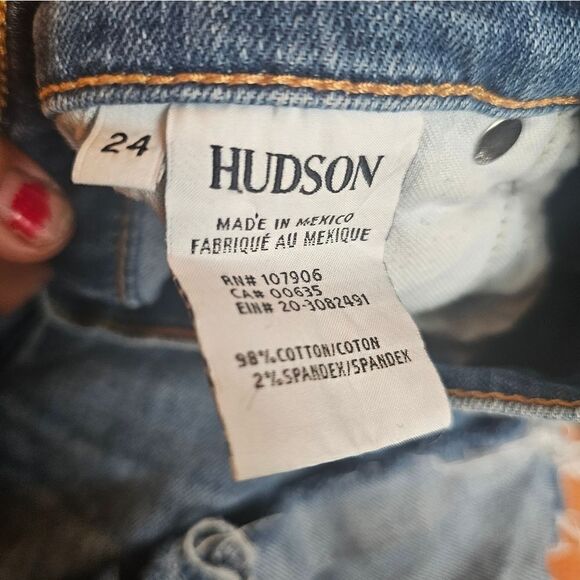 24
HUDSON
MADE IN MEXICO
FABRIQUÉ AU MEXIQUE
RN# 107906
CA# 00635
EIN# 20-3082491
98%COTTON/COTON
2%SPANDEX/SPANDEX